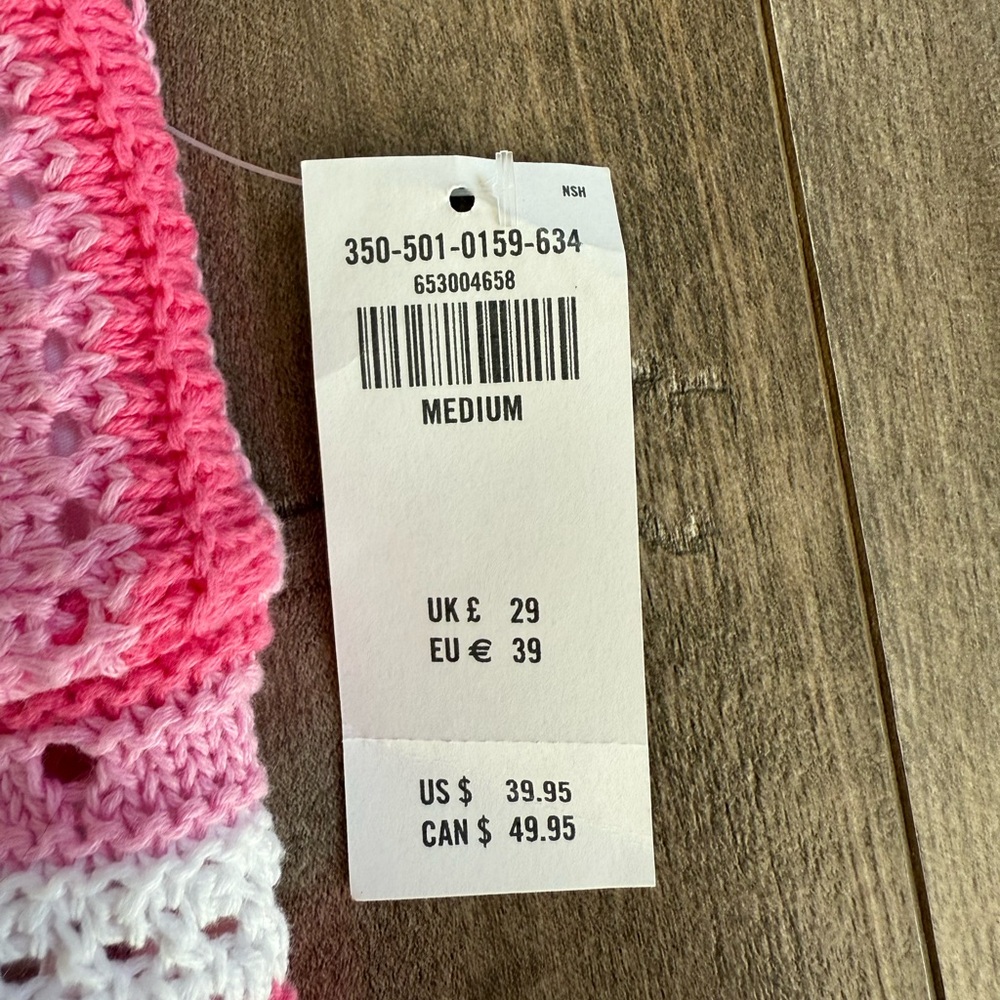 NSH
350-501-0159-634
653004658
MEDIUM
UK £ 29
EU € 39
US $ 39.95
CAN $ 49.95